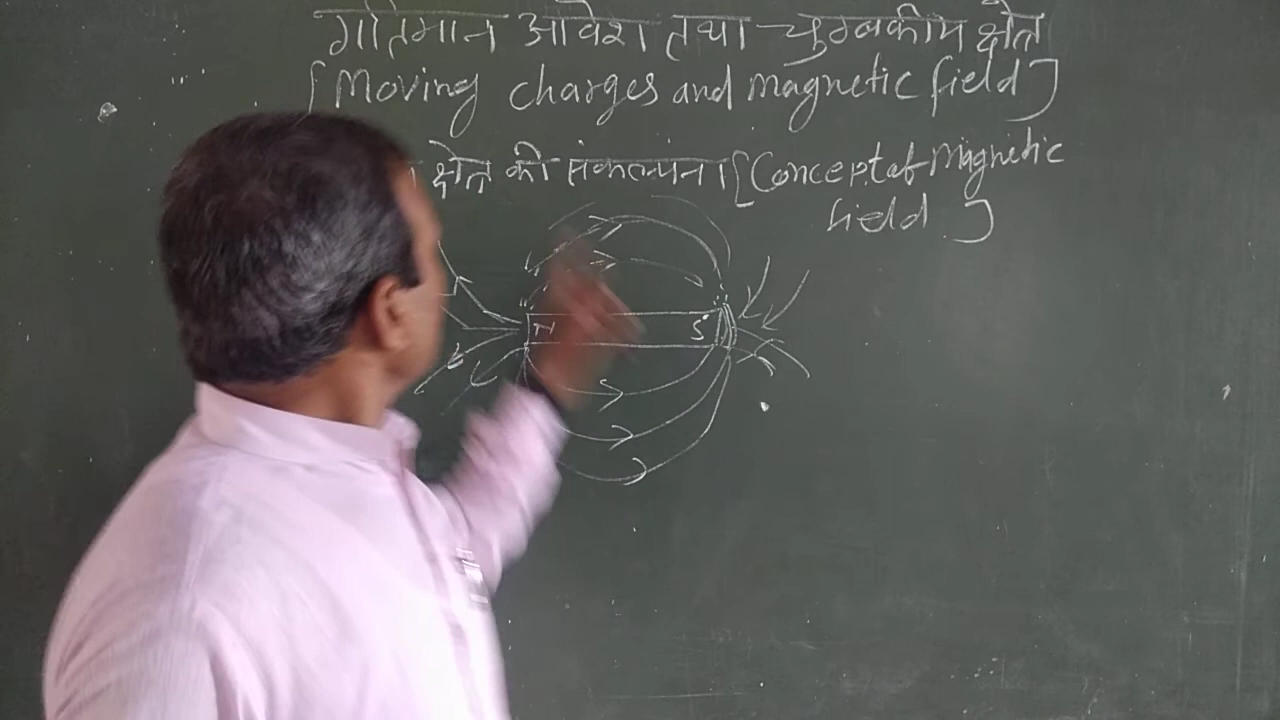 गतिमान आवेश तथा चुम्बकीय क्षेत्र
[Moving charges and magnetic field]
क्षेत्र की संकल्पना [Concept of Magnetic
field]
N S